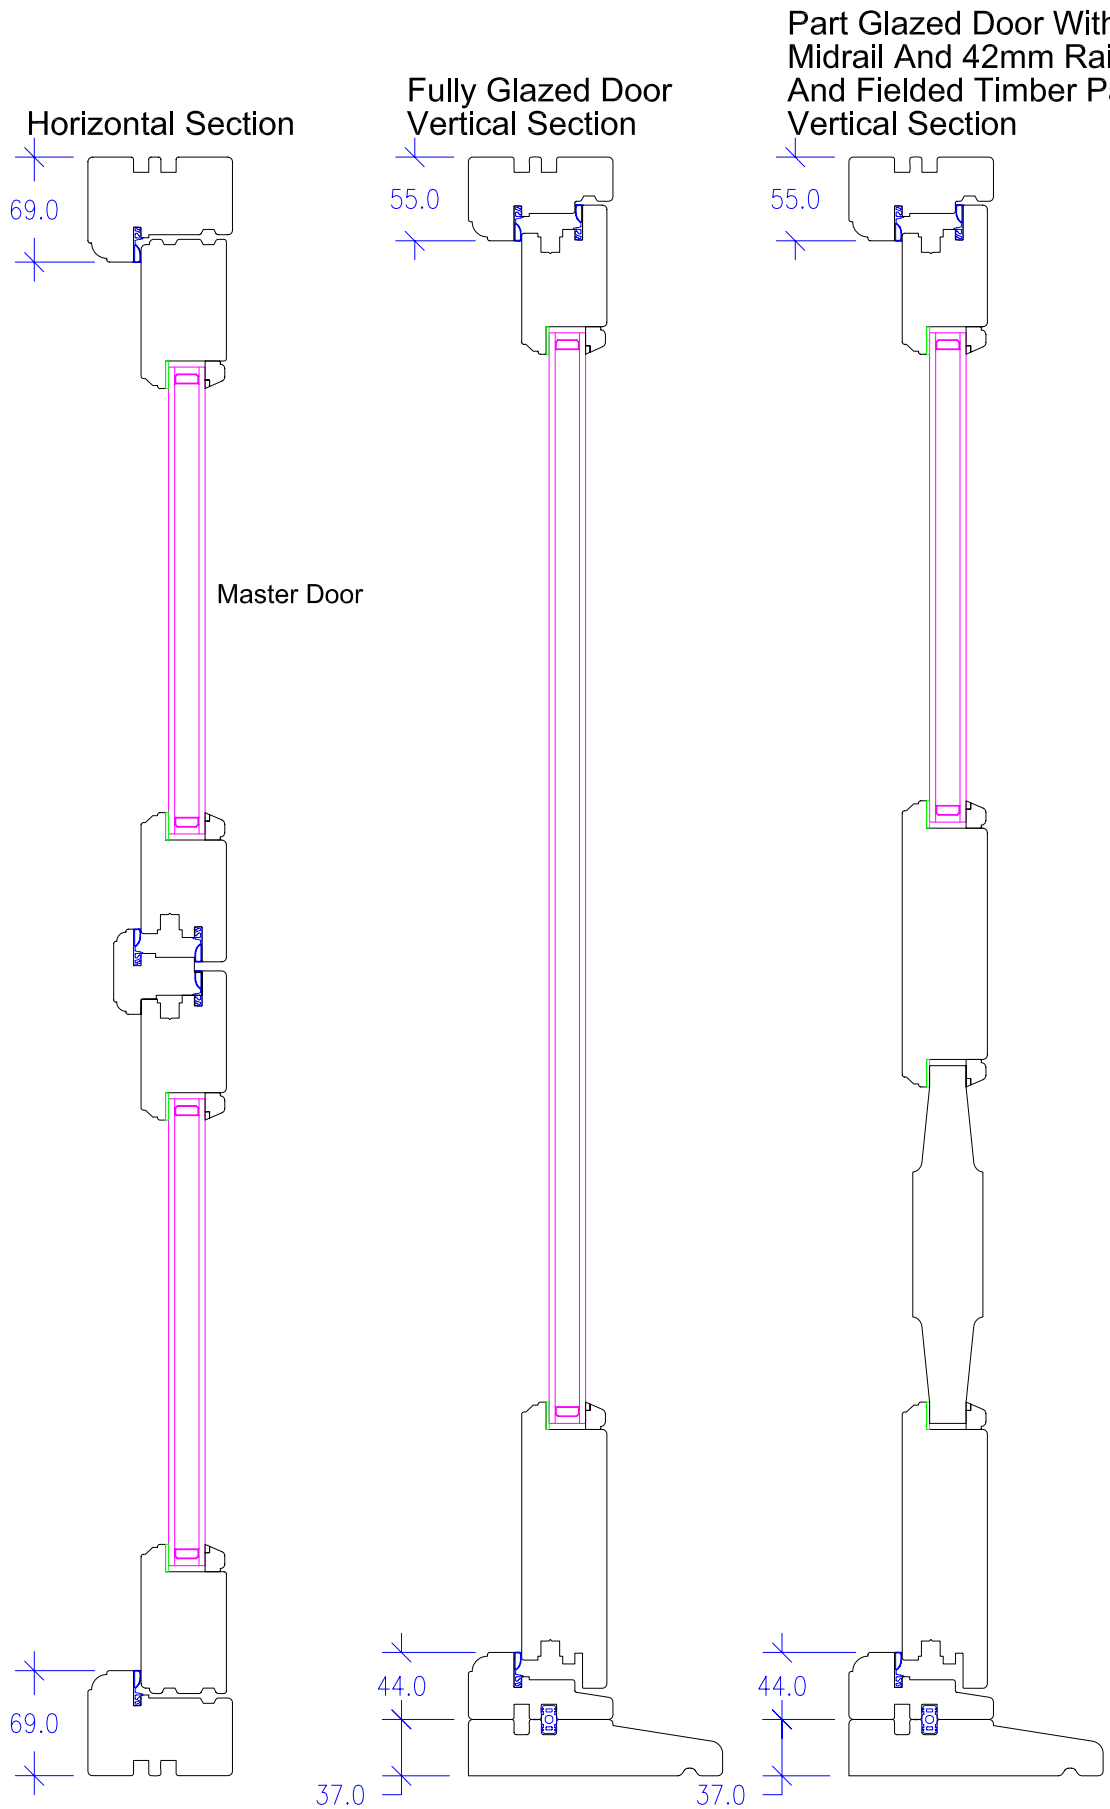 Part Glazed Door With
Midrail And 42mm
And Fielded Timber
Vertical Section
Fully Glazed Door
Vertical Section
Horizontal Section
69.0
55.0
55.0
Master Door
44.0
44.0
69.0
37.0
37.0